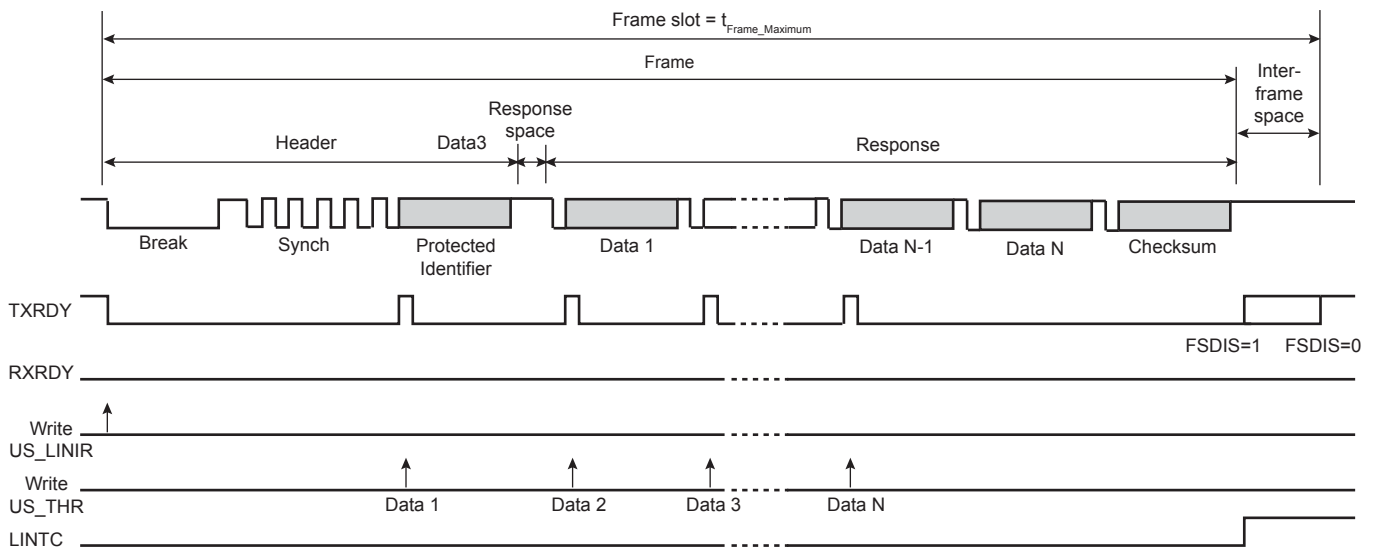 Frame slot = tFrame_Maximum
Frame
Inter-
frame
space
Response
space
Header
Data3
Response
Break
Synch
Protected
Identifier
Data 1
Data N-1
Data N
Checksum
TXRDY
FSDIS=1
FSDIS=0
RXRDY
Write
US_LINIR
Write
US_THR
Data 1
Data 2
Data 3
Data N
LINTC